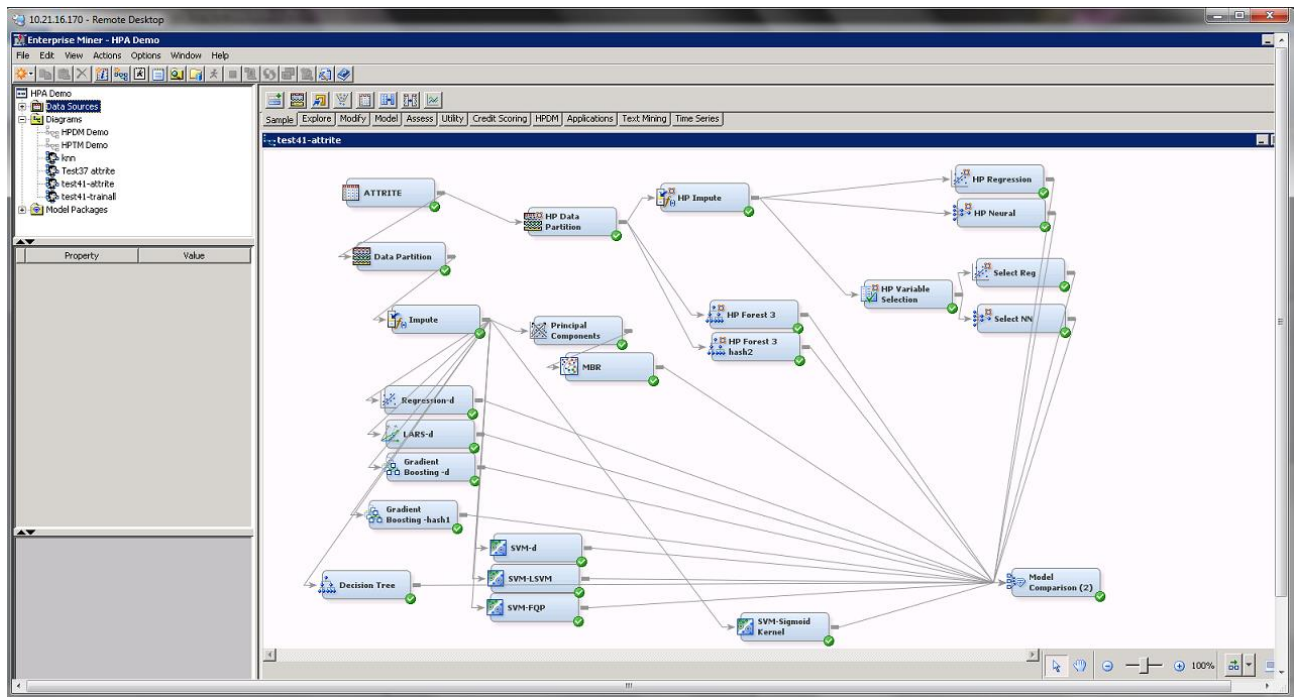 10.21.16.170 - Remote Desktop
Enterprise Miner - HPA Demo
File Edit View Actions Options Window Help
HPA Demo
Data Sources
Diagrams
HPDM Demo
HPTM Demo
knn
Test37 attrite
test41-attrite
test41-trainall
Model Packages
Property Value
Sample Explore Modify Model Assess Utility Credit Scoring HPDM Applications Text Mining Time Series
test41-attrite
ATTRITE
HP Data
Partition
HP Impute
HP Regression
HP Neural
Data Partition
HP Variable
Selection
Select Reg
Select NN
Impute
Principal
Components
HP Forest 3
HP Forest 3
hash2
MBR
Regression-d
LARS-d
Gradient
Boosting -d
Gradient
Boosting -hash1
SVM-d
Decision Tree
SVM-LSVM
SVM-FQP
SVM-Sigmoid
Kernel
Model
Comparison (2)
100%